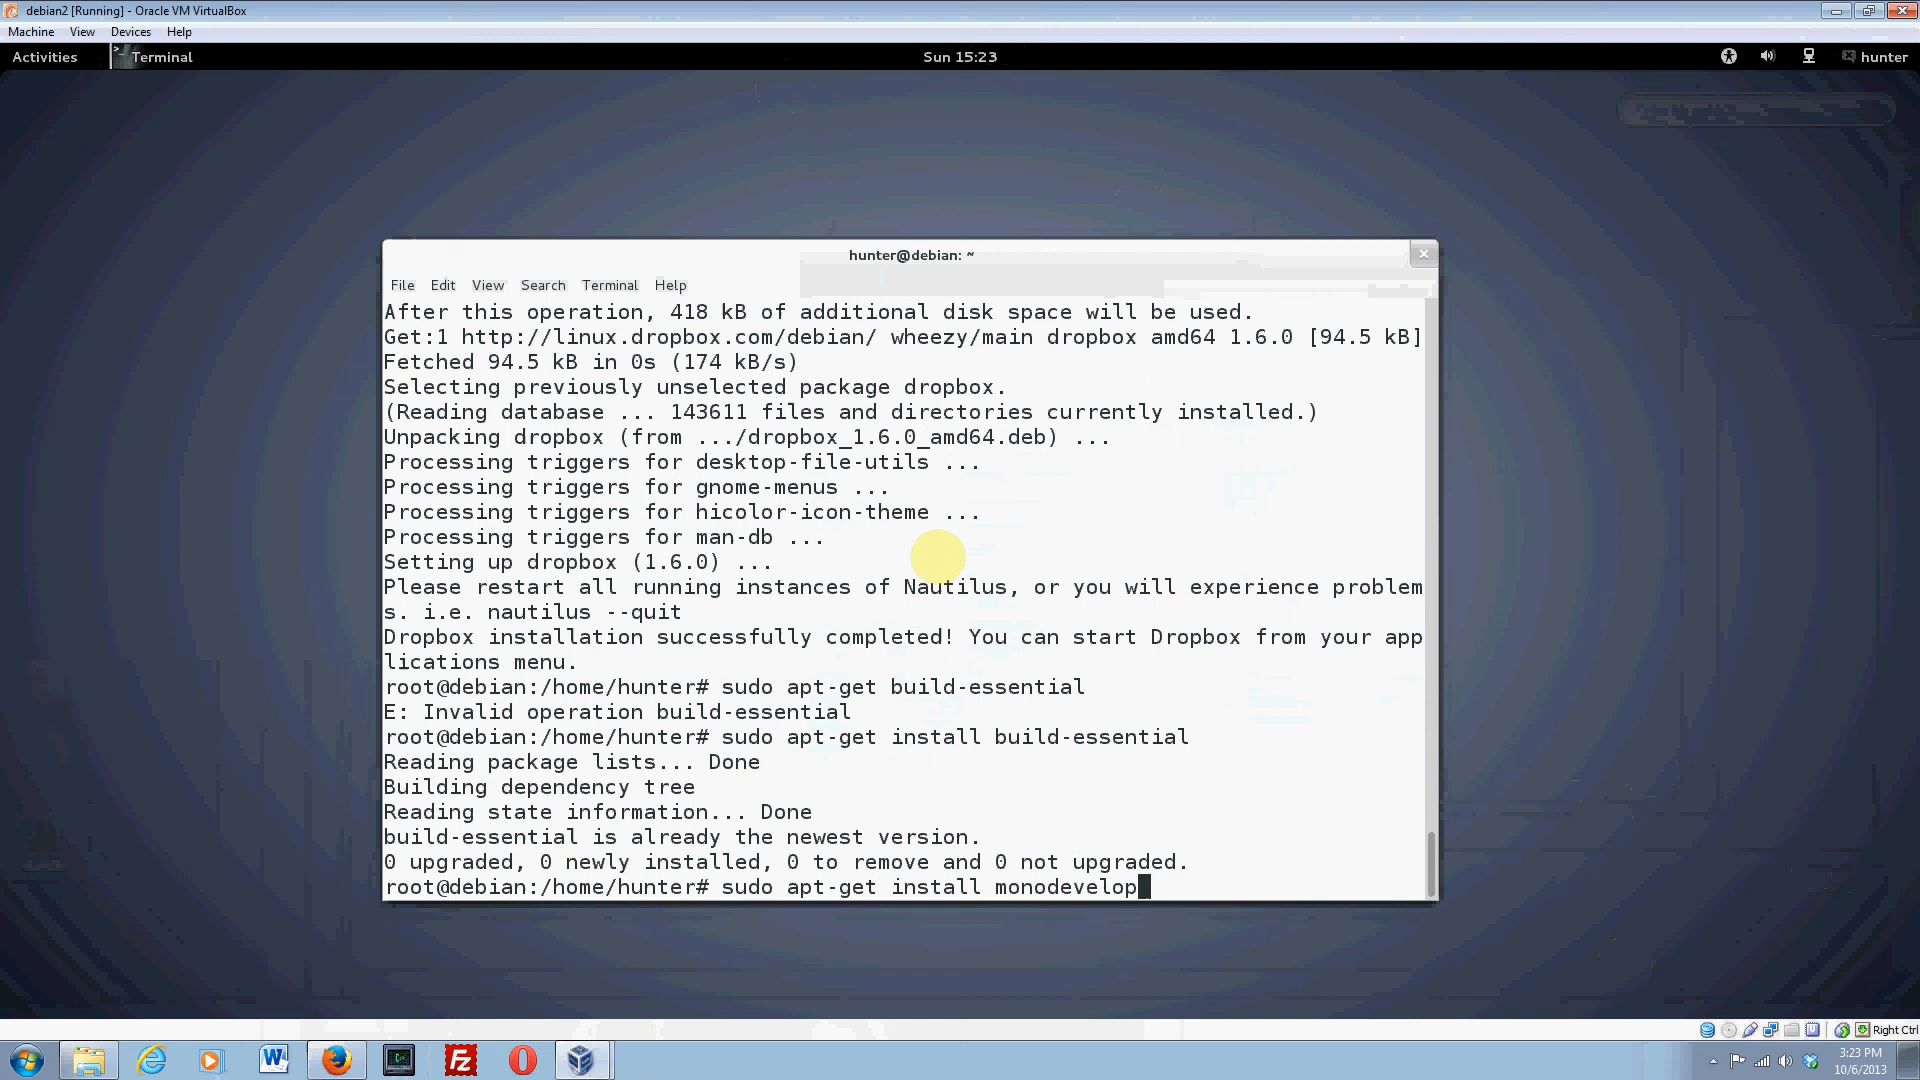 debian2 [Running] - Oracle VM VirtualBox
Machine View Devices Help
Activities Terminal Sun 15:23 hunter
hunter@debian: ~
File Edit View Search Terminal Help
After this operation, 418 kB of additional disk space will be used.
Get:1 http://linux.dropbox.com/debian/ wheezy/main dropbox amd64 1.6.0 [94.5 kB]
Fetched 94.5 kB in 0s (174 kB/s)
Selecting previously unselected package dropbox.
(Reading database ... 143611 files and directories currently installed.)
Unpacking dropbox (from .../dropbox_1.6.0_amd64.deb) ...
Processing triggers for desktop-file-utils ...
Processing triggers for gnome-menus ...
Processing triggers for hicolor-icon-theme ...
Processing triggers for man-db ...
Setting up dropbox (1.6.0) ...
Please restart all running instances of Nautilus, or you will experience problem
s. i.e. nautilus --quit
Dropbox installation successfully completed! You can start Dropbox from your app
lications menu.
root@debian:/home/hunter# sudo apt-get build-essential
E: Invalid operation build-essential
root@debian:/home/hunter# sudo apt-get install build-essential
Reading package lists... Done
Building dependency tree
Reading state information... Done
build-essential is already the newest version.
0 upgraded, 0 newly installed, 0 to remove and 0 not upgraded.
root@debian:/home/hunter# sudo apt-get install monodevelop
Right Ctrl
3:23 PM
10/6/2013